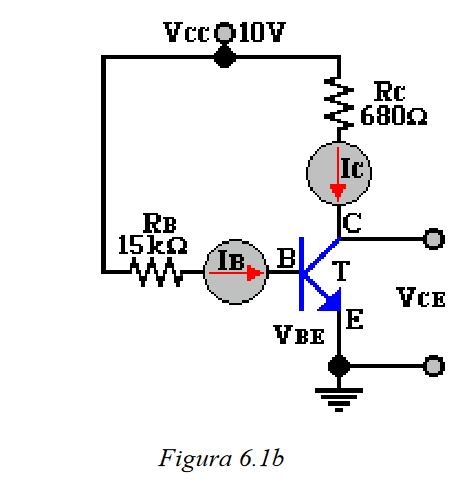 Vcc 10V
Rc
680Ω
Ic
C
RB
15kΩ
IB
B
T
VCE
VBE
E
Figura 6.1b